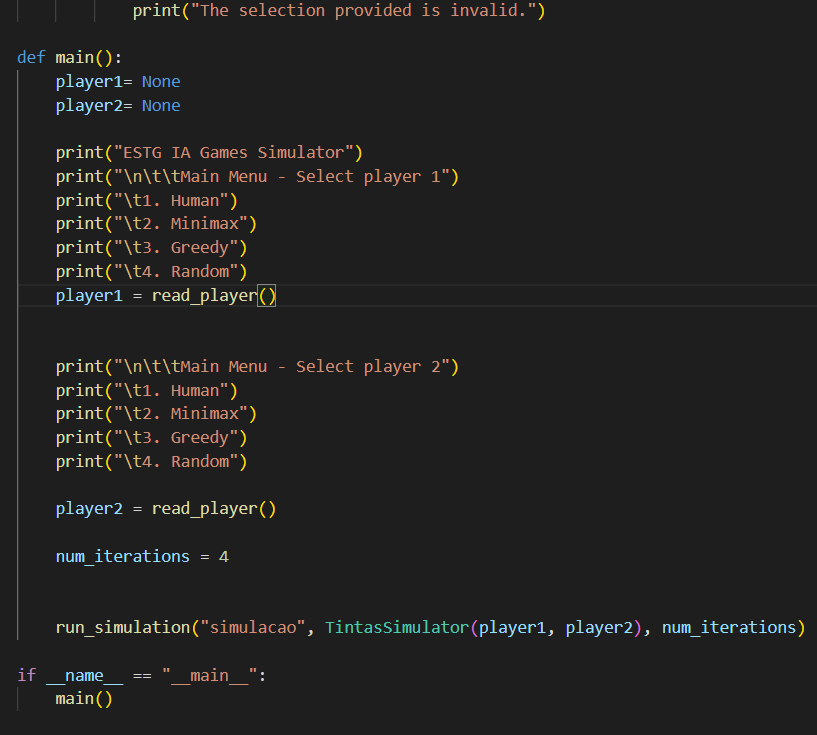 print("The selection provided is invalid.")
def main():
player1= None
player2= None
print("ESTG IA Games Simulator")
print("\n\t\tMain Menu - Select player 1")
print("\t1. Human")
print("\t2. Minimax")
print("\t3. Greedy")
print("\t4. Random")
player1 = read_player()
print("\n\t\tMain Menu - Select player 2")
print("\t1. Human")
print("\t2. Minimax")
print("\t3. Greedy")
print("\t4. Random")
player2 = read_player()
num_iterations = 4
run_simulation("simulacao", TintasSimulator(player1, player2), num_iterations)
if __name__ == "__main__":
main()